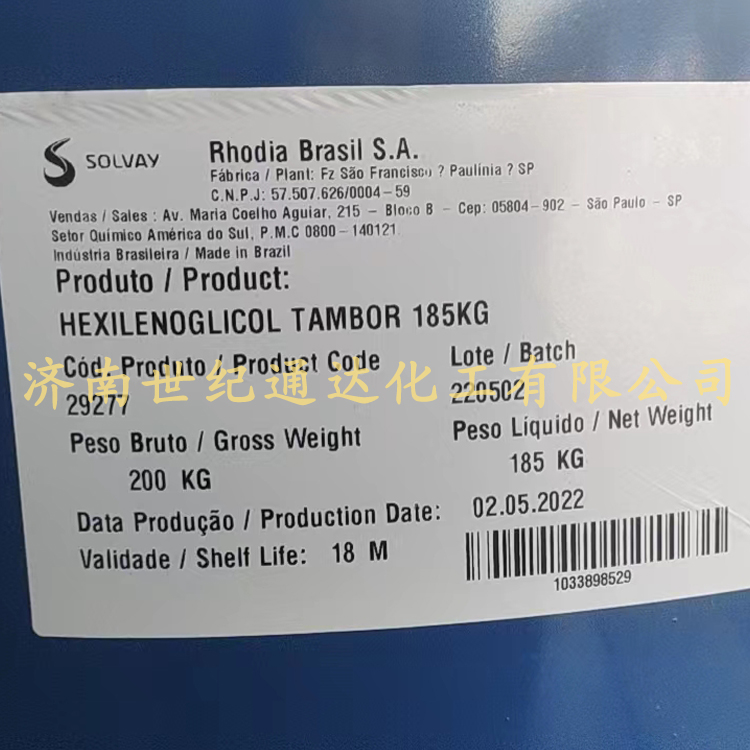 SOLVAY
Rhodia Brasil S.A.
Fábrica / Plant: Fz São Francisco ? Paulínia ? SP
C.N.P.J: 57.507.626/0004-59
Vendas / Sales : Av. Maria Coelho Aguiar, 215 - Bloco B - Cep: 05804-902 - São Paulo - SP
Setor Químico América do Sul, P.M.C 0800-140121
Indústria Brasileira / Made in Brazil
Produto / Product:
HEXILENOGLICOL TAMBOR 185KG
Cód. Produto / Product Code
Lote / Batch
济南世纪通达化工有限公司
29277
220502
Peso Bruto / Gross Weight
Peso Líquido / Net Weight
200 KG
185 KG
Data Produção / Production Date: 02.05.2022
Validade / Shelf Life: 18 M
1033898529